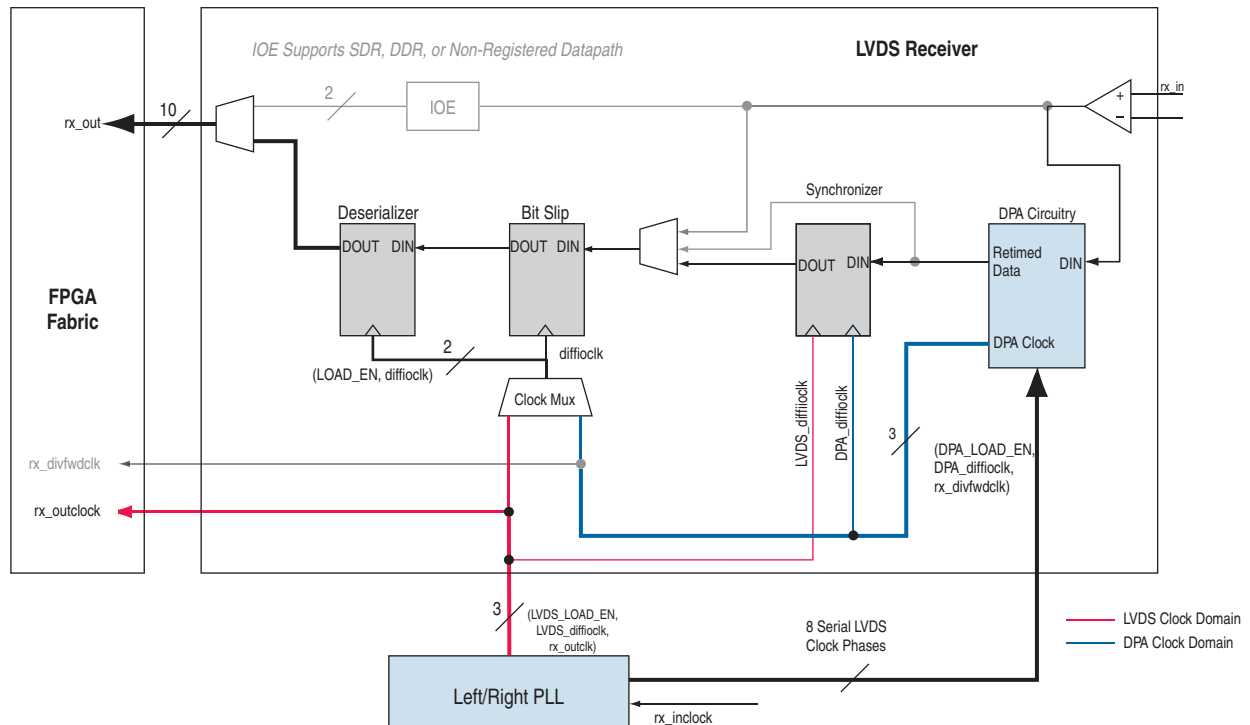 IOE Supports SDR, DDR, or Non-Registered Datapath
LVDS Receiver
2
IOE
+
−
rx_in
10
rx_out
Synchronizer
Deserializer
Bit Slip
DPA Circuitry
DOUT DIN
DOUT DIN
DOUT DIN
Retimed
Data
DIN
DPA Clock
FPGA
Fabric
2
(LOAD_EN, diffioclk)
diffioclk
Clock Mux
LVDS_diffiioclk
DPA_diffioclk
3
(DPA_LOAD_EN,
DPA_diffioclk,
rx_divfwdclk)
rx_divfwdclk
rx_outclock
3
(LVDS_LOAD_EN,
LVDS_diffioclk,
rx_outclk)
8 Serial LVDS
Clock Phases
LVDS Clock Domain
DPA Clock Domain
Left/Right PLL
rx_inclock